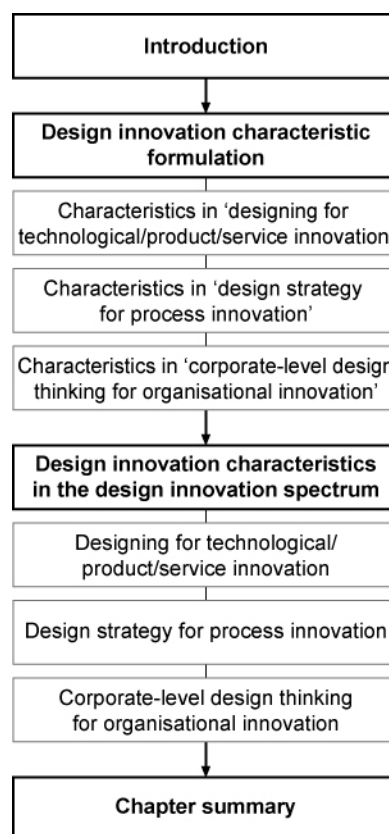 Introduction
Design innovation characteristic
formulation
Characteristics in ‘designing for
technological/product/service innovation
Characteristics in ‘design strategy
for process innovation’
Characteristics in ‘corporate-level design
thinking for organisational innovation’
Design innovation characteristics
in the design innovation spectrum
Designing for technological/
product/service innovation
Design strategy for process innovation
Corporate-level design thinking
for organisational innovation
Chapter summary